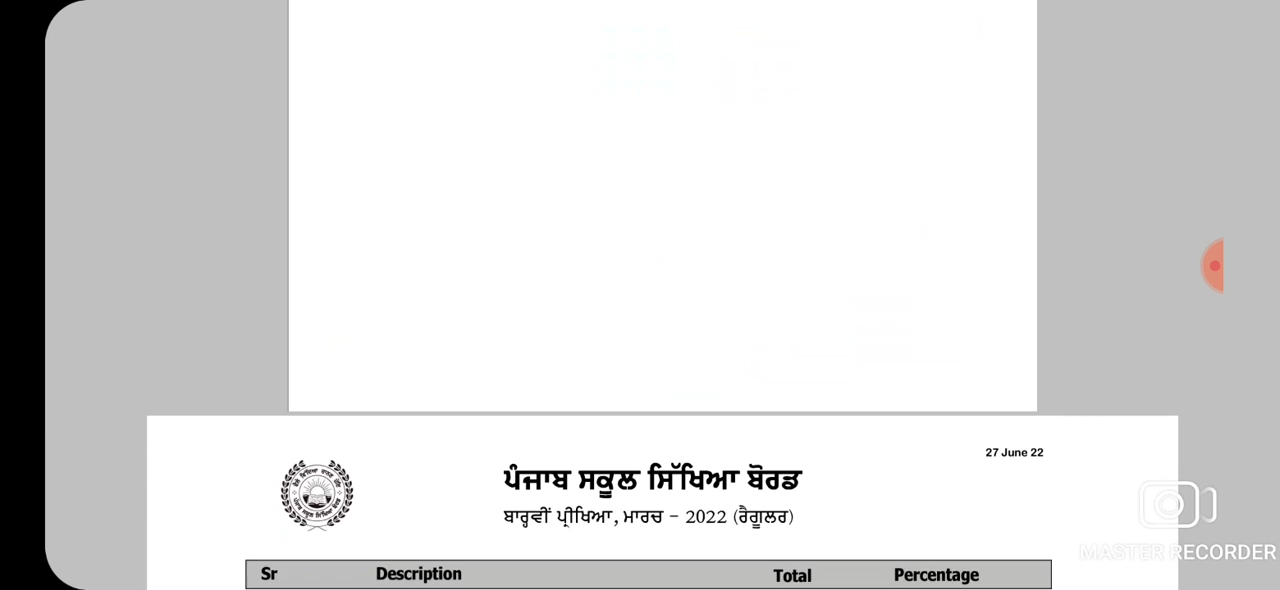 27 June 22
ਪੰਜਾਬ ਸਕੂਲ ਸਿੱਖਿਆ ਬੋਰਡ
ਬਾਰ੍ਹਵੀਂ ਪ੍ਰੀਖਿਆ, ਮਾਰਚ - 2022 (ਰੈਗੂਲਰ)
Sr Description Total Percentage
MASTER RECORDER